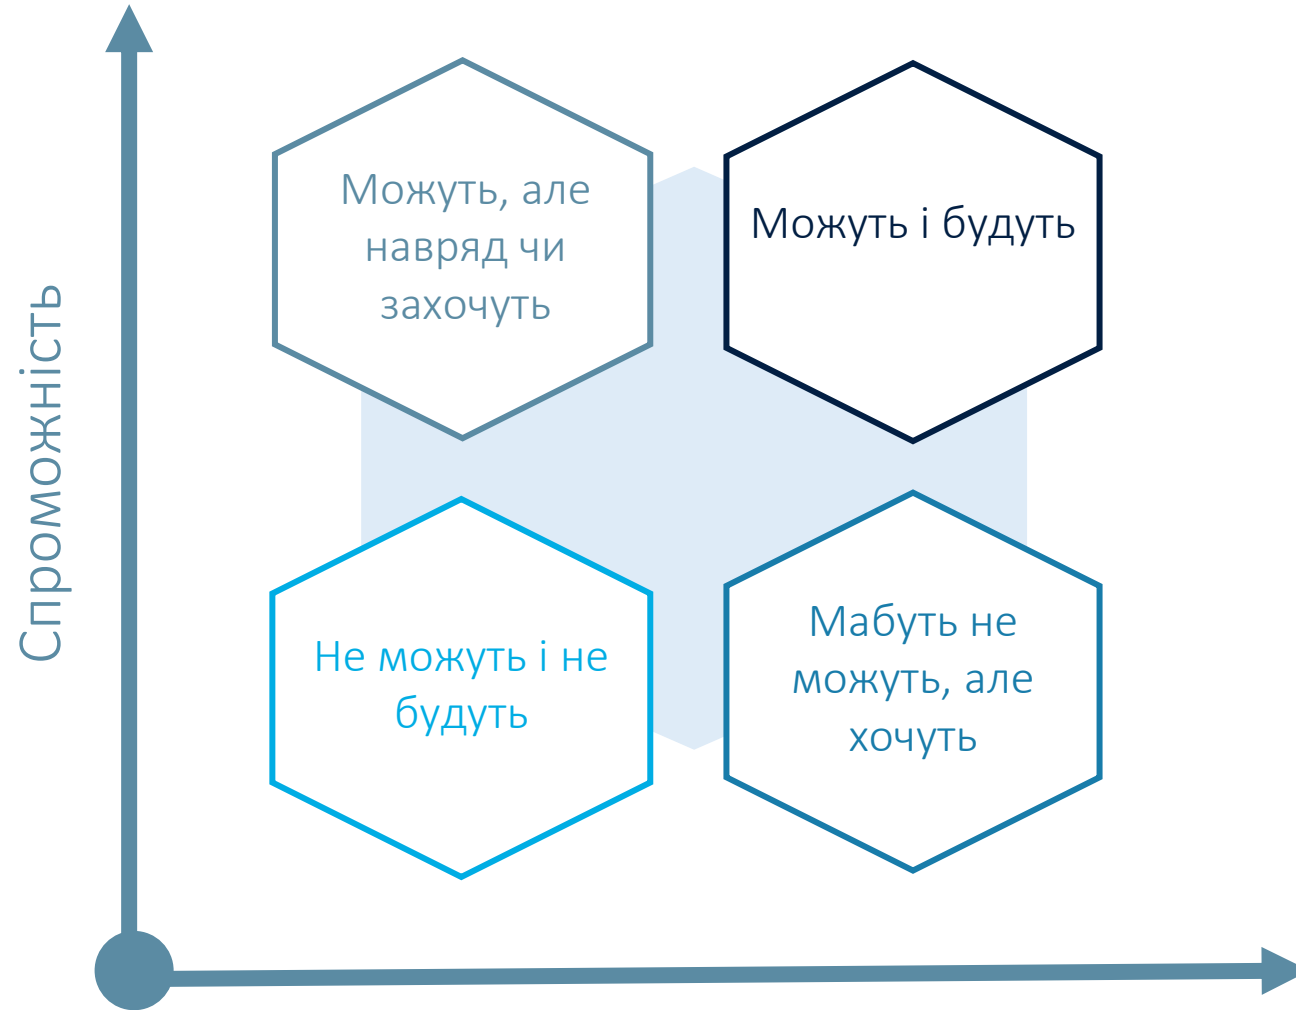 Спроможність
Можуть, але
навряд чи
захочуть
Можуть і будуть
Не можуть і не
будуть
Мабуть не
можуть, але
хочуть